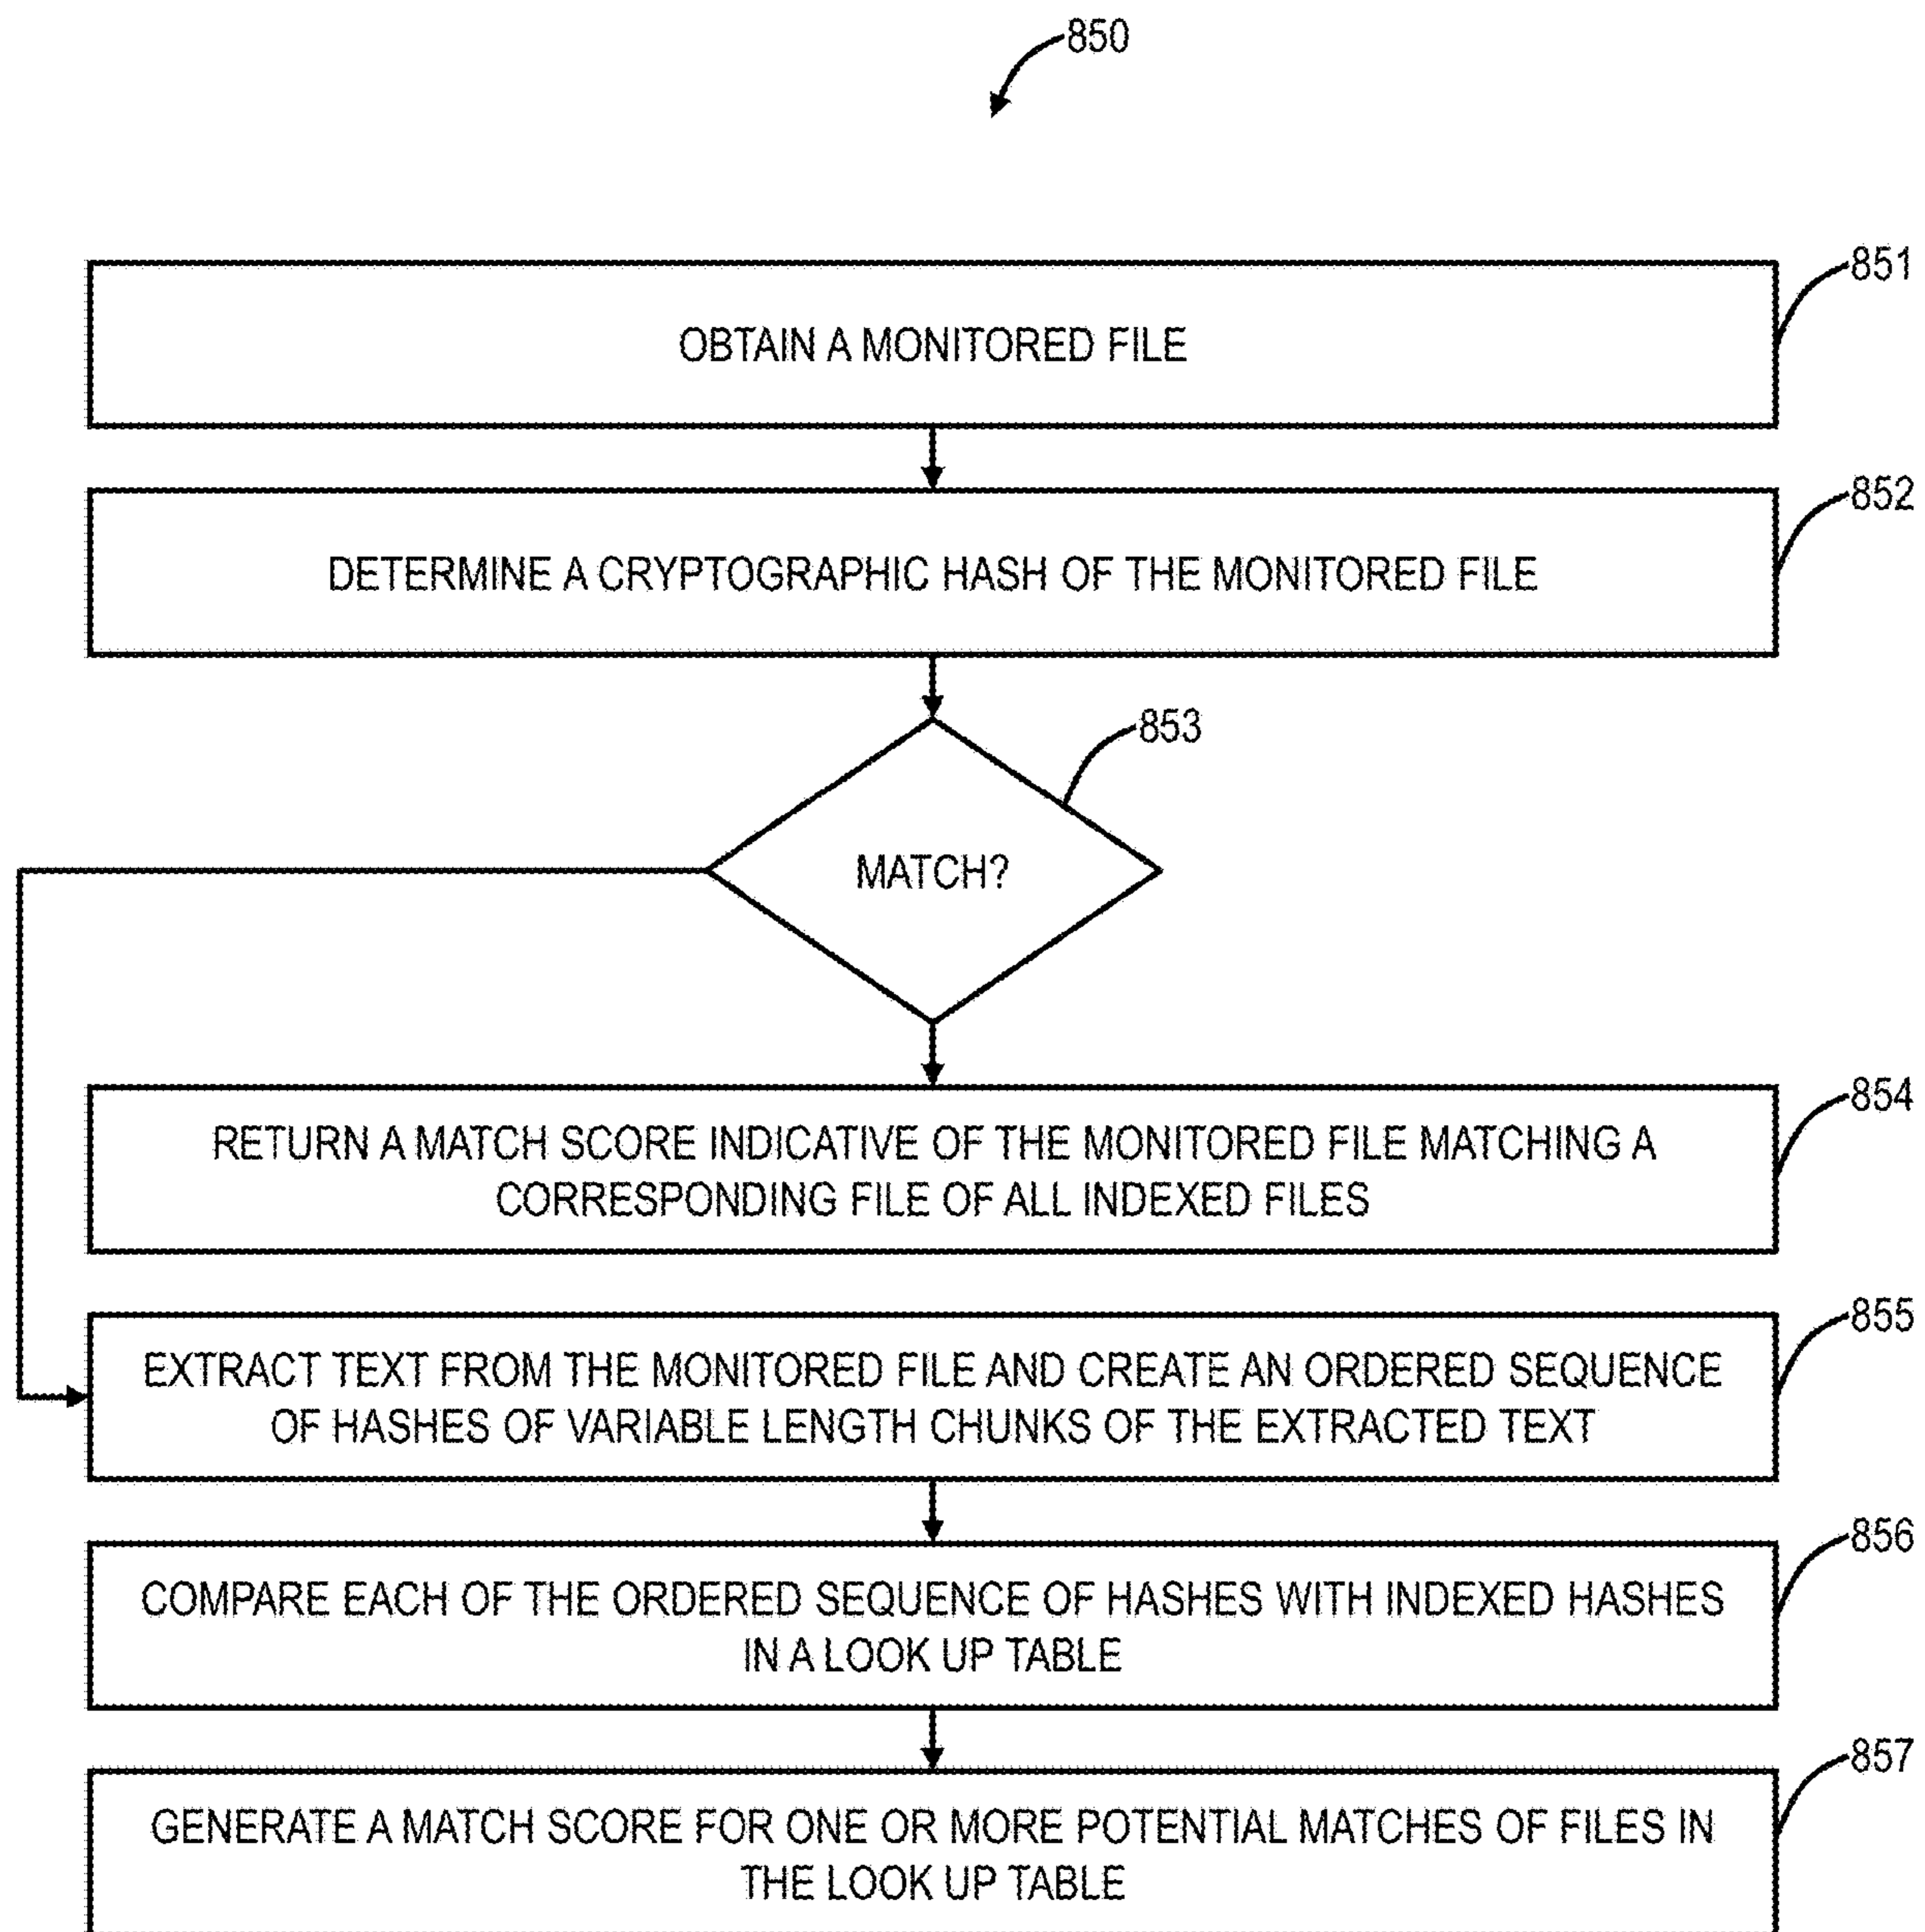 850
851
OBTAIN A MONITORED FILE
852
DETERMINE A CRYPTOGRAPHIC HASH OF THE MONITORED FILE
853
MATCH?
854
RETURN A MATCH SCORE INDICATIVE OF THE MONITORED FILE MATCHING A
CORRESPONDING FILE OF ALL INDEXED FILES
855
EXTRACT TEXT FROM THE MONITORED FILE AND CREATE AN ORDERED SEQUENCE
OF HASHES OF VARIABLE LENGTH CHUNKS OF THE EXTRACTED TEXT
856
COMPARE EACH OF THE ORDERED SEQUENCE OF HASHES WITH INDEXED HASHES
IN A LOOK UP TABLE
857
GENERATE A MATCH SCORE FOR ONE OR MORE POTENTIAL MATCHES OF FILES IN
THE LOOK UP TABLE